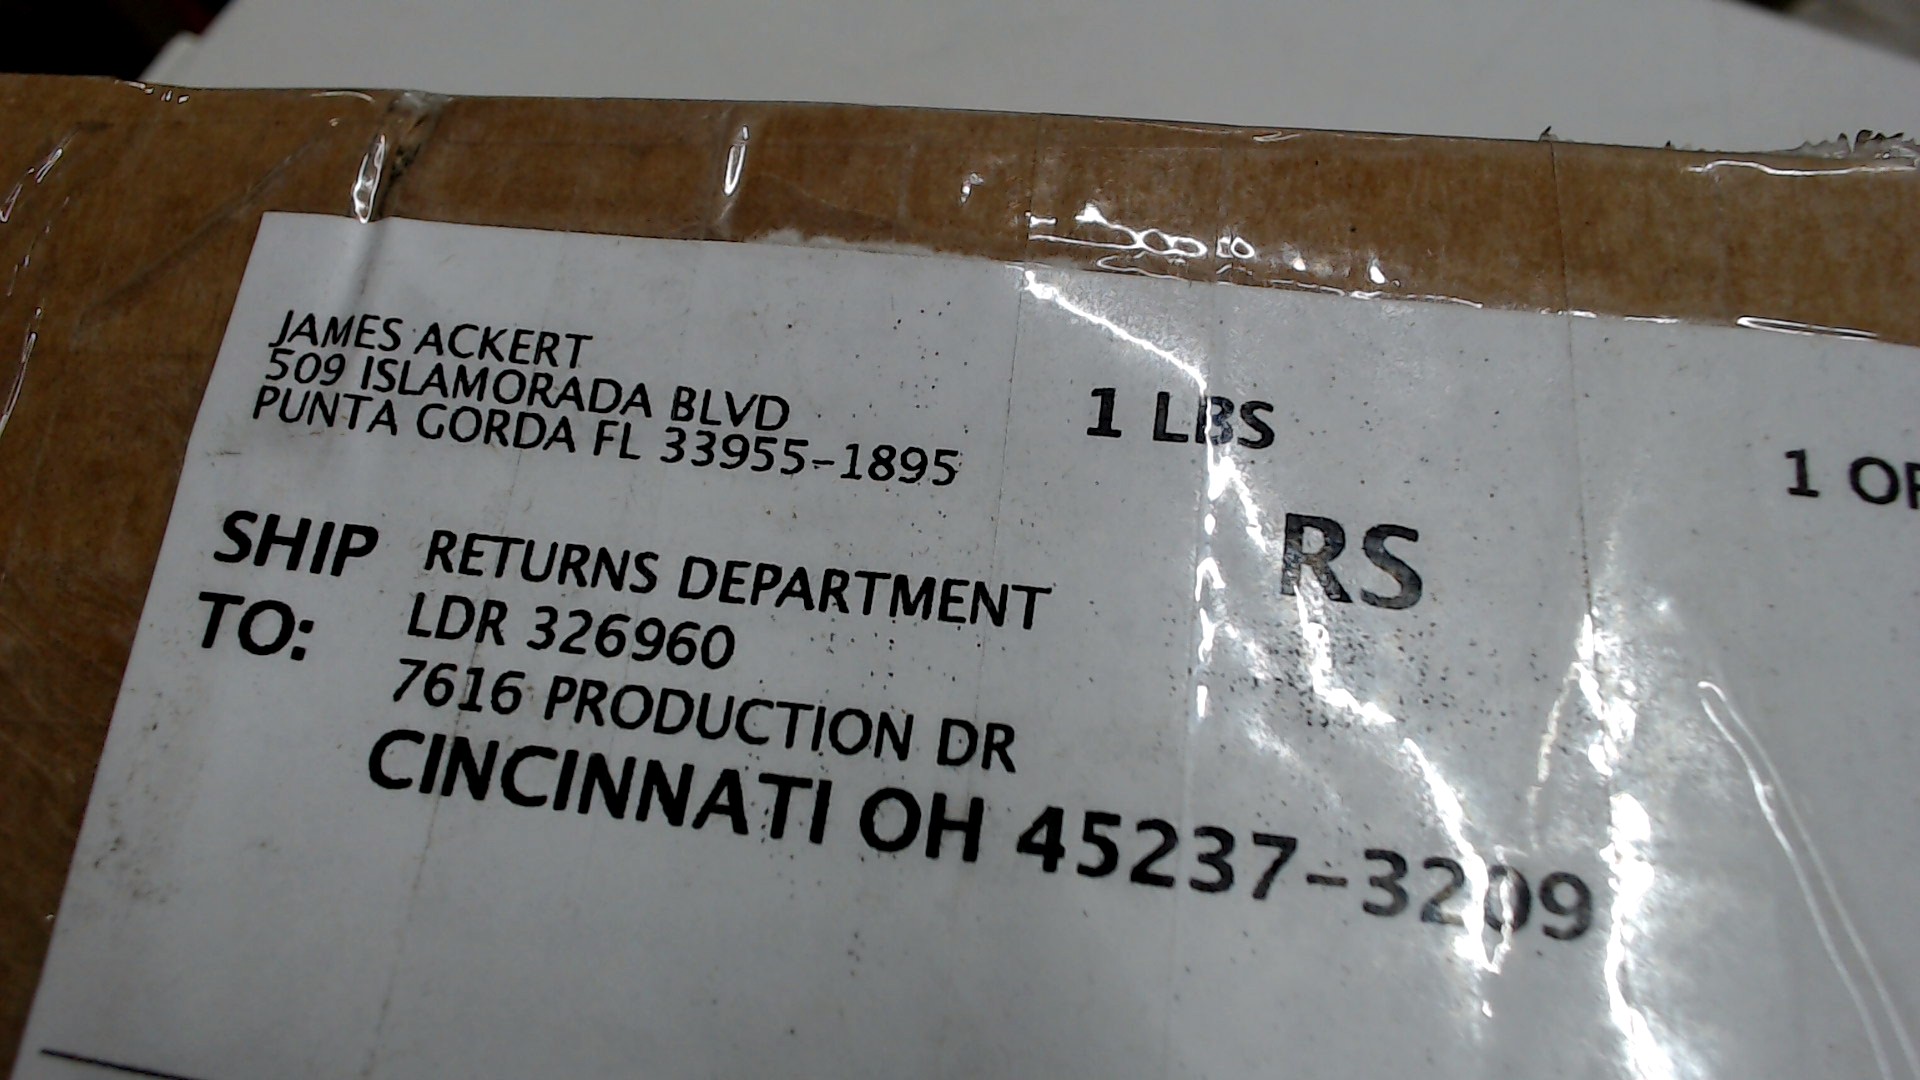 JAMES ACKERT
509 ISLAMORADA BLVD
PUNTA GORDA FL 33955-1895
1 LBS
1
RS
SHIP TO:
RETURNS DEPARTMENT
LDR 326960
7616 PRODUCTION DR
CINCINNATI OH 45237-3209